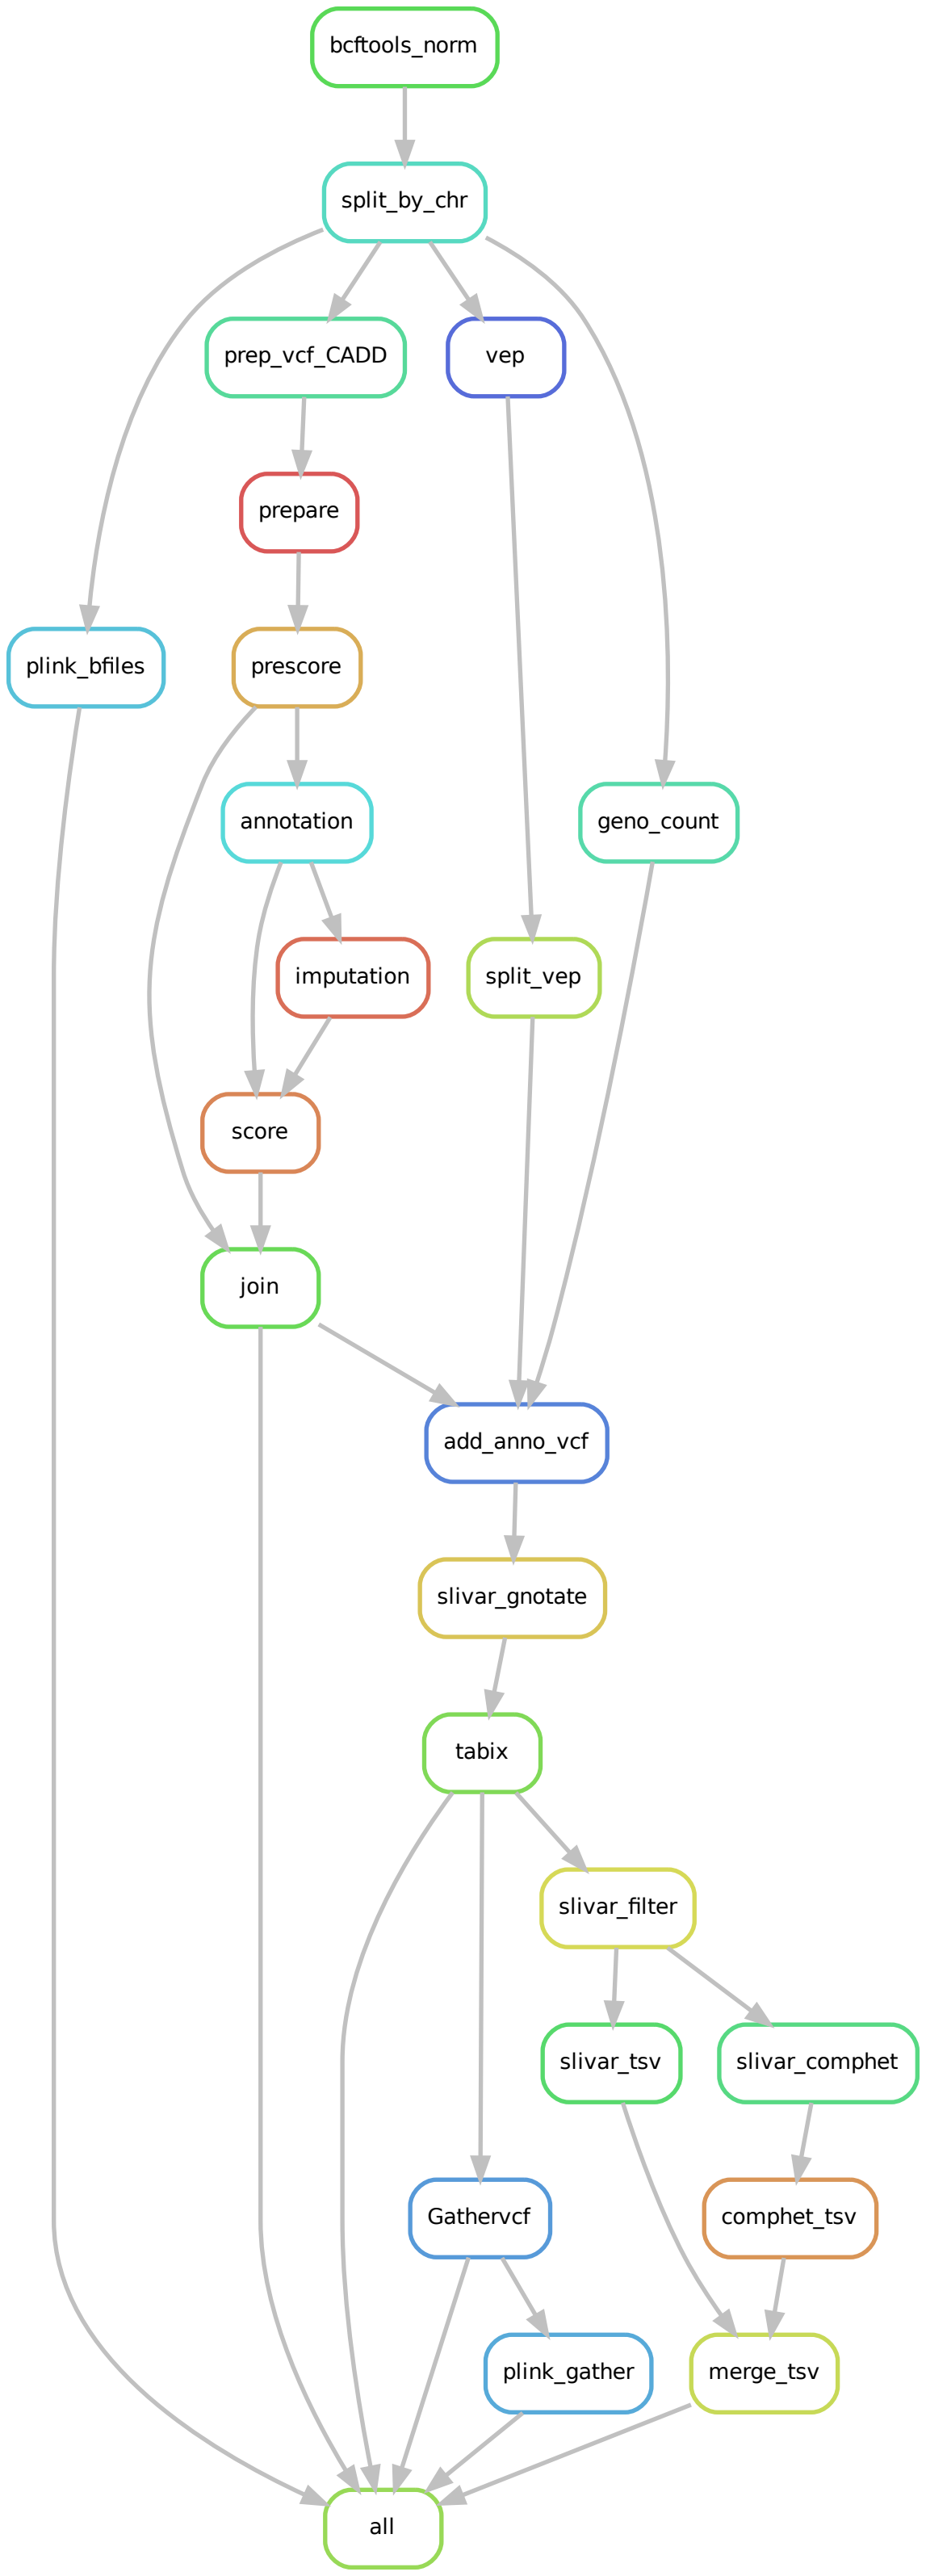 bcftools_norm
split_by_chr
prep_vcf_CADD
vep
prepare
plink_bfiles
prescore
annotation
geno_count
imputation
split_vep
score
join
add_anno_vcf
slivar_gnotate
tabix
slivar_filter
slivar_tsv
slivar_comphet
Gathervcf
comphet_tsv
plink_gather
merge_tsv
all